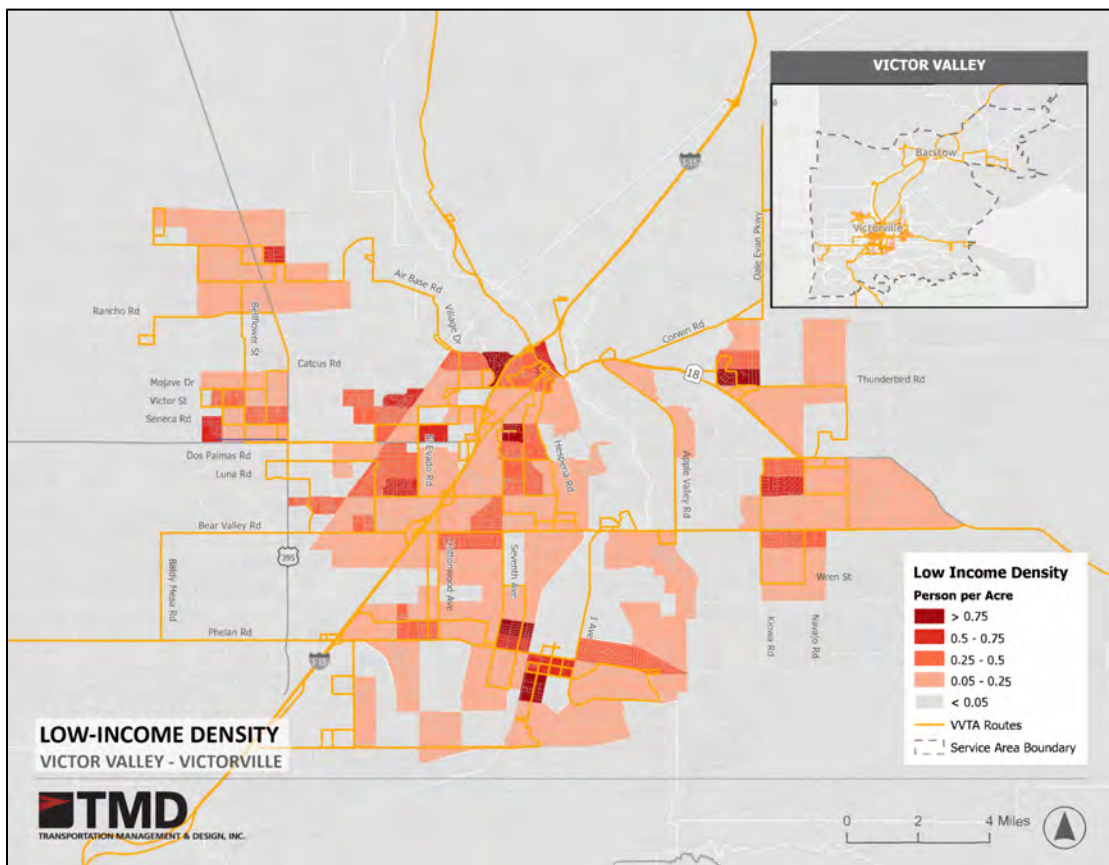 VICTOR VALLEY
Barstow
Victorville
I-15
Dale Evan Pkwy
Air Base Rd
Village Dr
Corwin Rd
Rancho Rd
Bellflower St
Catcus Rd
18
Thunderbird Rd
Mojave Dr
Victor St
Seneca Rd
Dos Palmas Rd
El Evado Rd
Hesperia Rd
Luna Rd
Apple Valley Rd
Bear Valley Rd
395
Baldy Mesa Rd
Cottonwood Ave
Seventh Ave
I Ave
Wren St
Kiowa Rd
Navajo Rd
Phelan Rd
I-15
Low Income Density
Person per Acre
> 0.75
0.5 - 0.75
0.25 - 0.5
0.05 - 0.25
< 0.05
VVTA Routes
Service Area Boundary
LOW-INCOME DENSITY
VICTOR VALLEY - VICTORVILLE
TMD
TRANSPORTATION MANAGEMENT & DESIGN, INC.
0 2 4 Miles